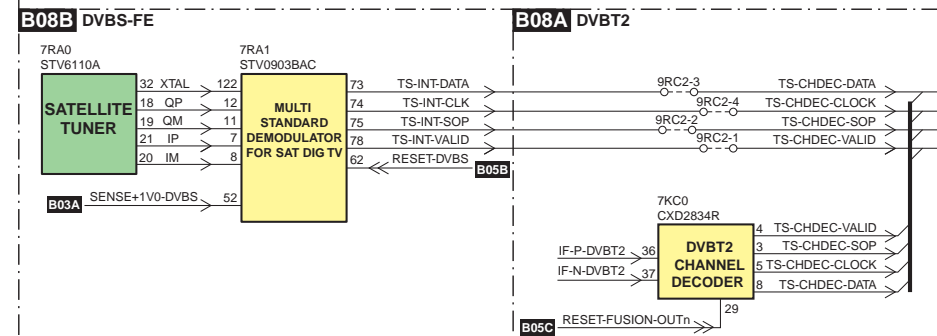 B08B DVBS-FE
B08A DVBT2
7RA0
STV6110A
SATELLITE
TUNER
32 XTAL 122
18 QP 12
19 QM 11
21 IP 7
20 IM 8
7RA1
STV0903BAC
MULTI
STANDARD
DEMODULATOR
FOR SAT DIG TV
73 TS-INT-DATA
74 TS-INT-CLK
75 TS-INT-SOP
78 TS-INT-VALID
62 RESET-DVBS
B05B
B03A SENSE+1V0-DVBS 52
9RC2-3 TS-CHDEC-DATA
9RC2-4 TS-CHDEC-CLOCK
9RC2-2 TS-CHDEC-SOP
9RC2-1 TS-CHDEC-VALID
7KC0
CXD2834R
IF-P-DVBT2 36
IF-N-DVBT2 37
DVBT2
CHANNEL
DECODER
4 TS-CHDEC-VALID
3 TS-CHDEC-SOP
5 TS-CHDEC-CLOCK
8 TS-CHDEC-DATA
29
B05C RESET-FUSION-OUTn